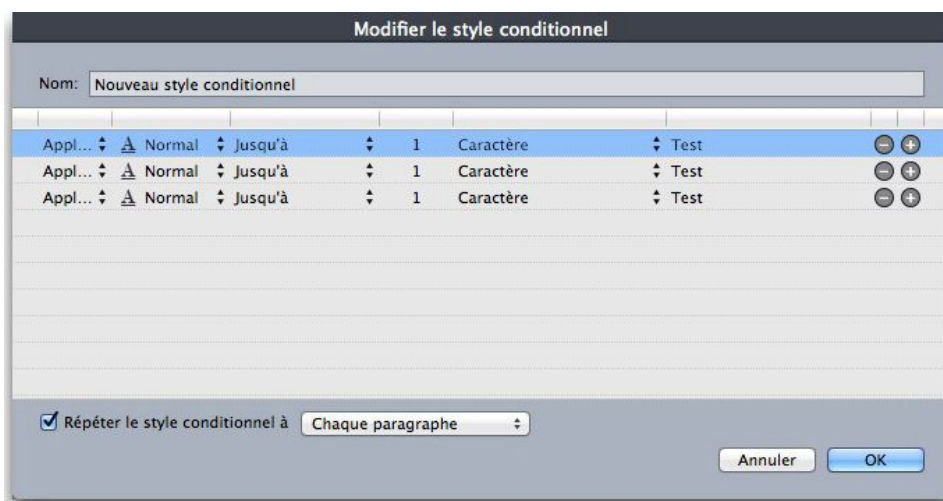 Modifier le style conditionnel
Nom: Nouveau style conditionnel
Appl... A Normal Jusqu'à 1 Caractère Test
Appl... A Normal Jusqu'à 1 Caractère Test
Appl... A Normal Jusqu'à 1 Caractère Test
Répéter le style conditionnel à Chaque paragraphe
Annuler OK